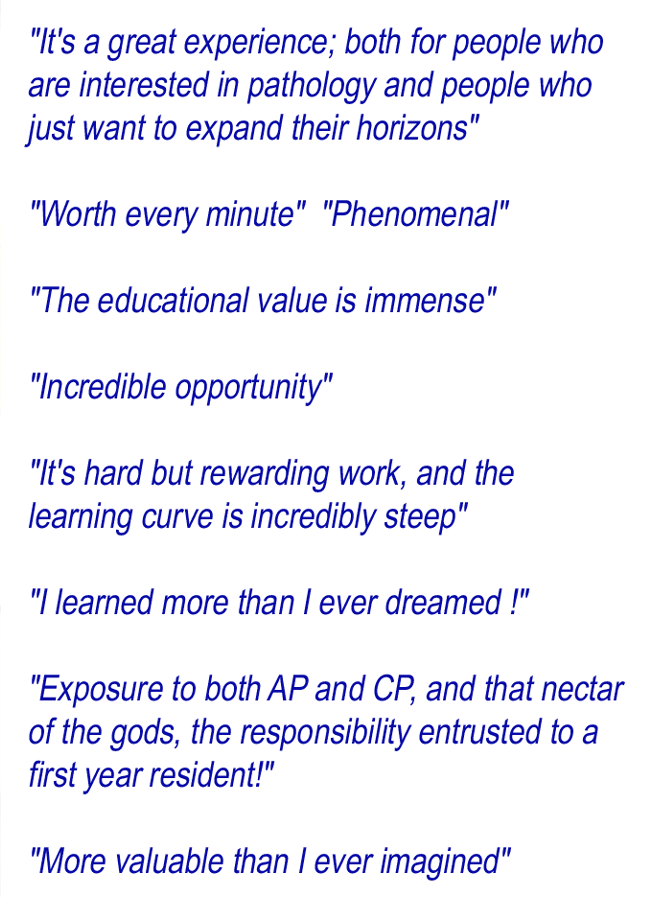 "It's a great experience; both for people who
are interested in pathology and people who
just want to expand their horizons"
"Worth every minute"  "Phenomenal"
"The educational value is immense"
"Incredible opportunity"
"It's hard but rewarding work, and the
learning curve is incredibly steep"
"I learned more than I ever dreamed !"
"Exposure to both AP and CP, and that nectar
of the gods, the responsibility entrusted to a
first year resident!"
"More valuable than I ever imagined"